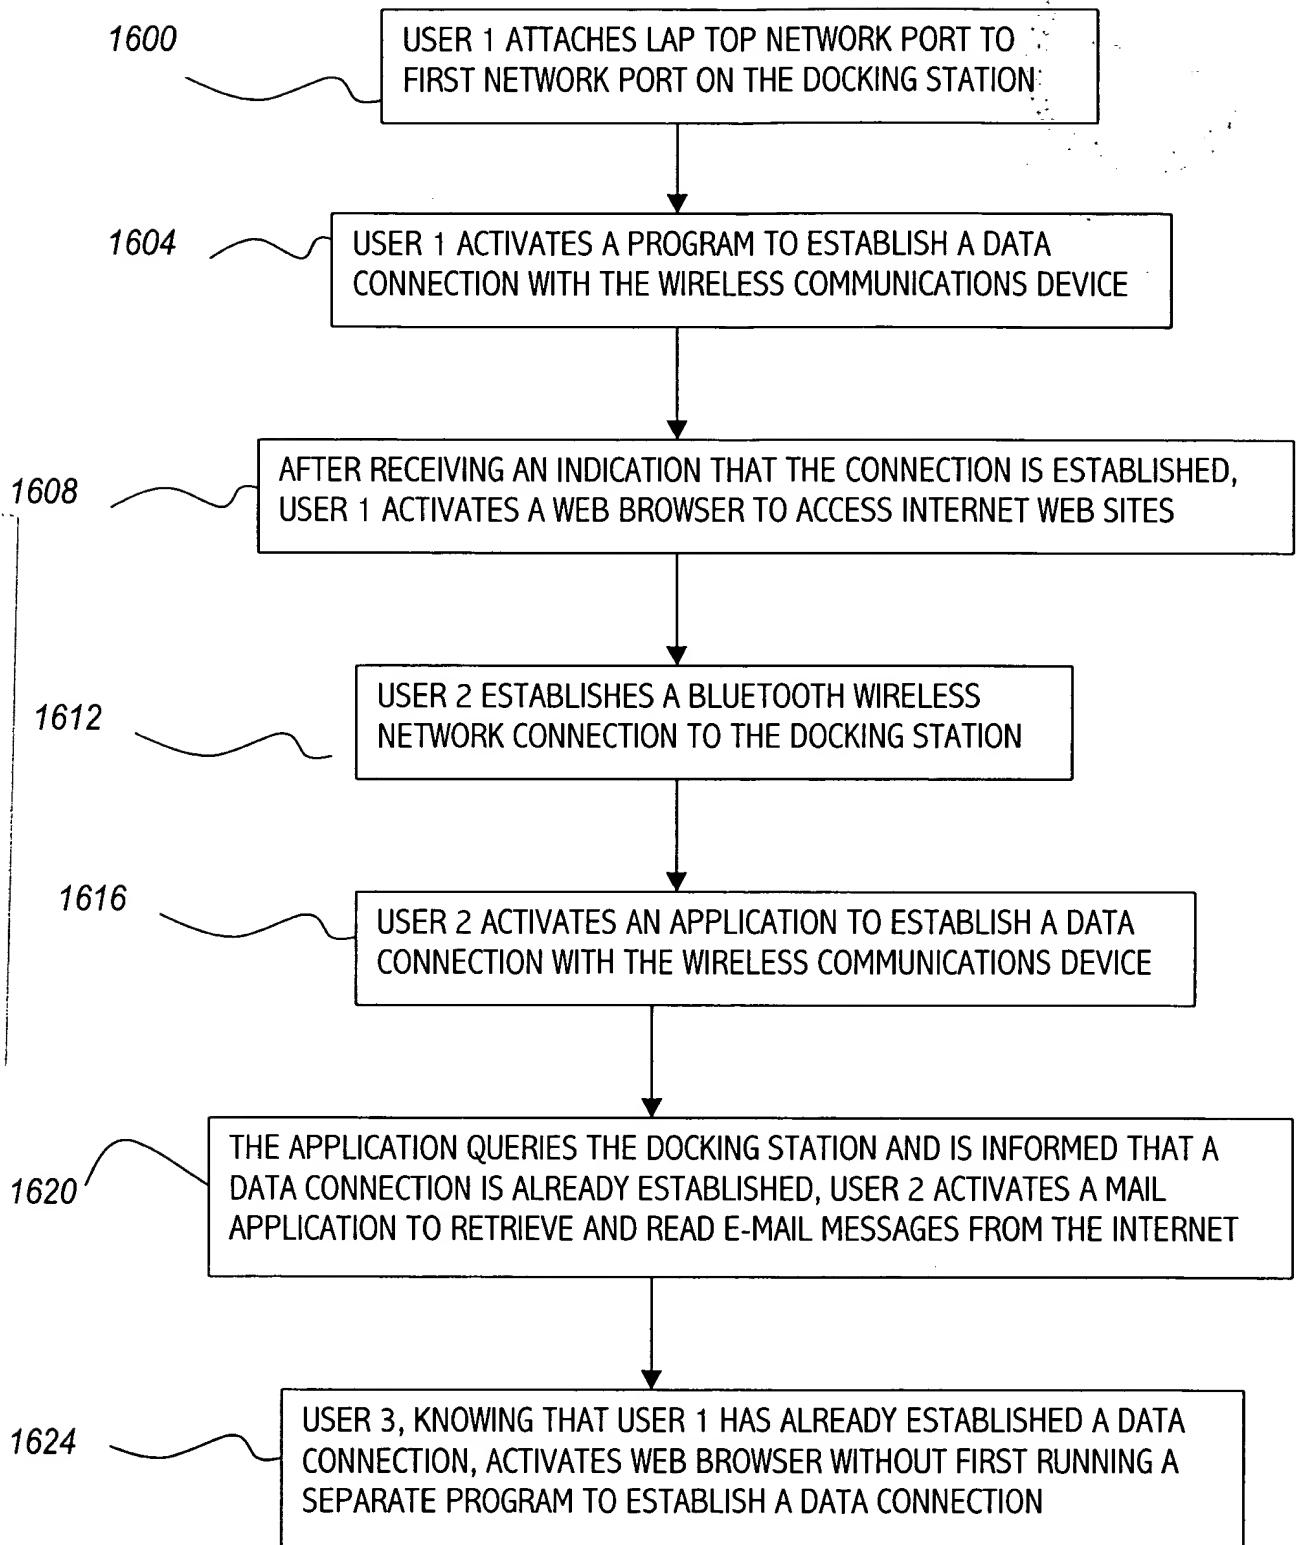 1600
USER 1 ATTACHES LAP TOP NETWORK PORT TO
FIRST NETWORK PORT ON THE DOCKING STATION
1604
USER 1 ACTIVATES A PROGRAM TO ESTABLISH A DATA
CONNECTION WITH THE WIRELESS COMMUNICATIONS DEVICE
1608
AFTER RECEIVING AN INDICATION THAT THE CONNECTION IS ESTABLISHED,
USER 1 ACTIVATES A WEB BROWSER TO ACCESS INTERNET WEB SITES
1612
USER 2 ESTABLISHES A BLUETOOTH WIRELESS
NETWORK CONNECTION TO THE DOCKING STATION
1616
USER 2 ACTIVATES AN APPLICATION TO ESTABLISH A DATA
CONNECTION WITH THE WIRELESS COMMUNICATIONS DEVICE
1620
THE APPLICATION QUERIES THE DOCKING STATION AND IS INFORMED THAT A
DATA CONNECTION IS ALREADY ESTABLISHED, USER 2 ACTIVATES A MAIL
APPLICATION TO RETRIEVE AND READ E-MAIL MESSAGES FROM THE INTERNET
1624
USER 3, KNOWING THAT USER 1 HAS ALREADY ESTABLISHED A DATA
CONNECTION, ACTIVATES WEB BROWSER WITHOUT FIRST RUNNING A
SEPARATE PROGRAM TO ESTABLISH A DATA CONNECTION